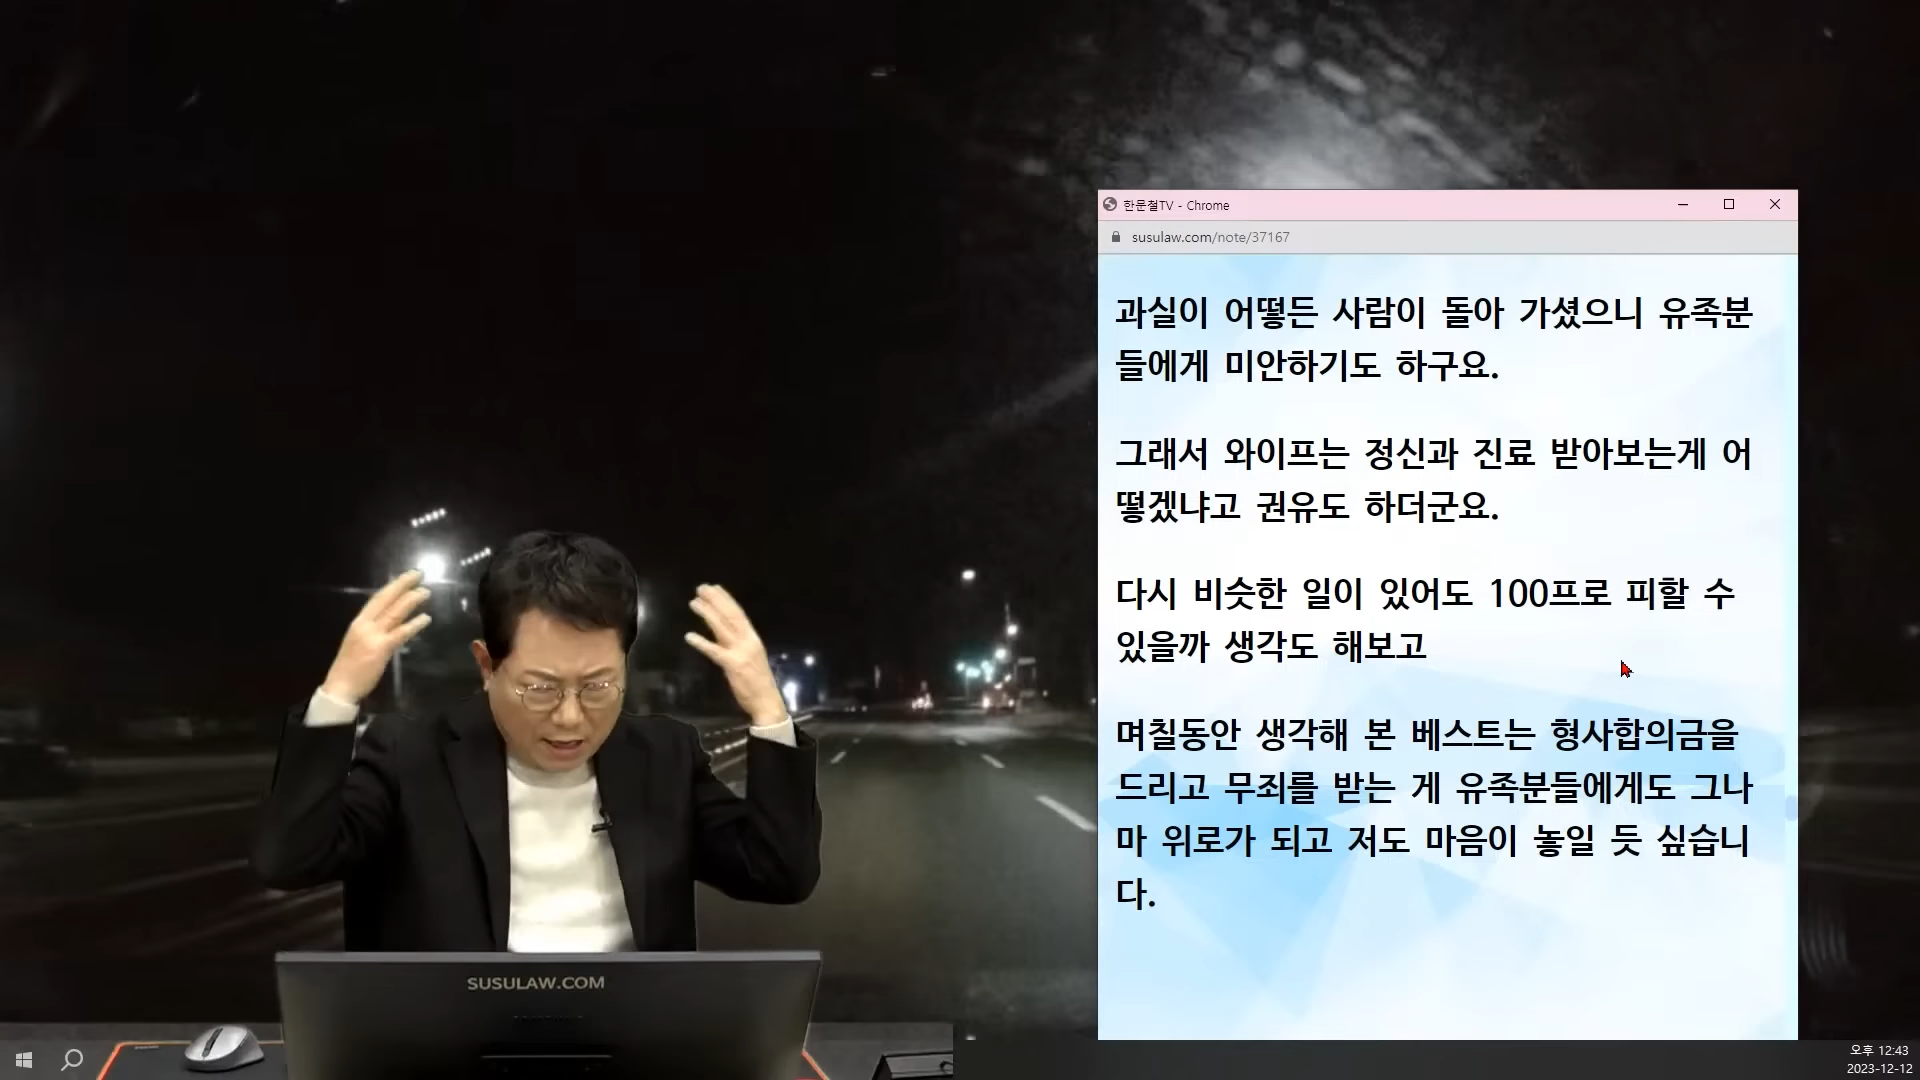 한문철TV - Chrome
susulaw.com/note/37167
과실이 어떻든 사람이 돌아 가셨으니 유족분
들에게 미안하기도 하구요.
그래서 와이프는 정신과 진료 받아보는게 어
떻겠냐고 권유도 하더군요.
다시 비슷한 일이 있어도 100프로 피할 수
있을까 생각도 해보고
며칠동안 생각해 본 베스트는 형사합의금을
드리고 무죄를 받는 게 유족분들에게도 그나
마 위로가 되고 저도 마음이 놓일 듯 싶습니
다.
SUSULAW.COM
오후 12:43
2023-12-12